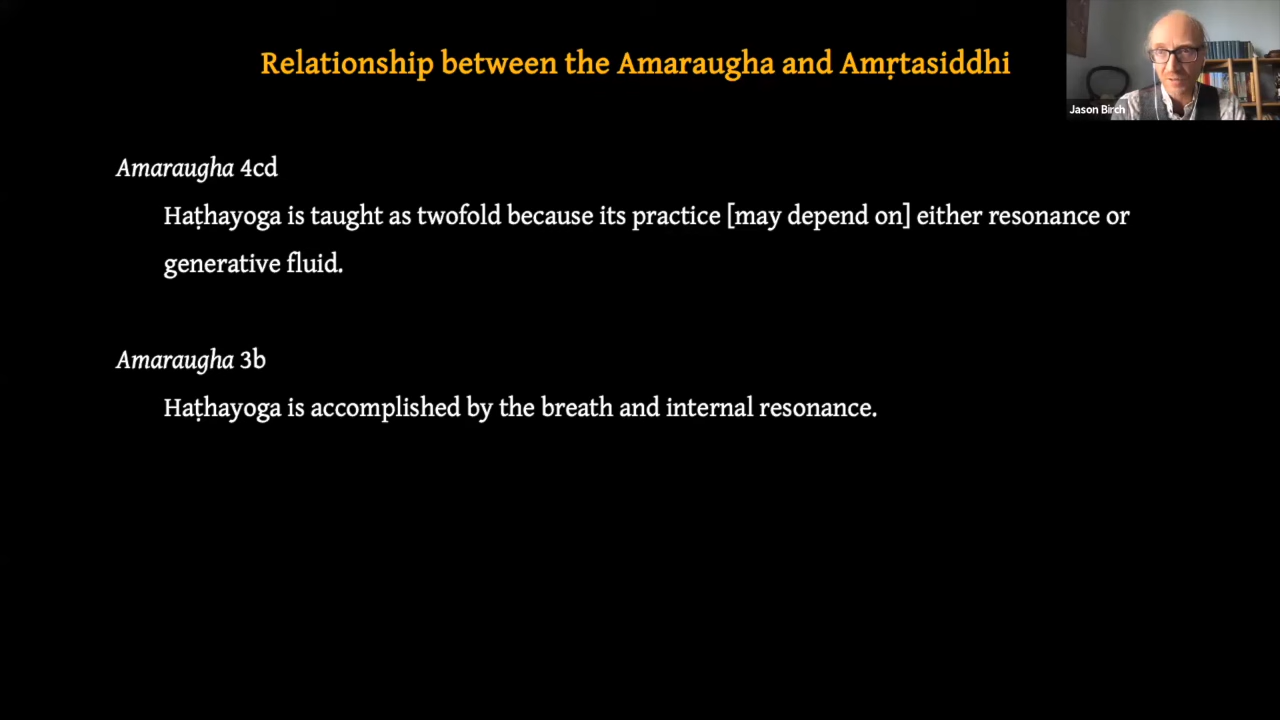 Relationship between the Amaraugha and Amṛtasiddhi
Jason Birch
Amaraugha 4cd
Haṭhayoga is taught as twofold because its practice [may depend on] either resonance or
generative fluid.
Amaraugha 3b
Haṭhayoga is accomplished by the breath and internal resonance.